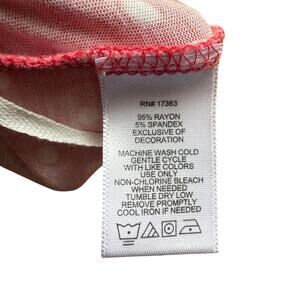 RN# 17363
95% RAYON
5% SPANDEX
EXCLUSIVE OF
DECORATION
MACHINE WASH COLD
GENTLE CYCLE
WITH LIKE COLORS
USE ONLY
NON-CHLORINE BLEACH
WHEN NEEDED
TUMBLE DRY LOW
REMOVE PROMPTLY
COOL IRON IF NEEDED